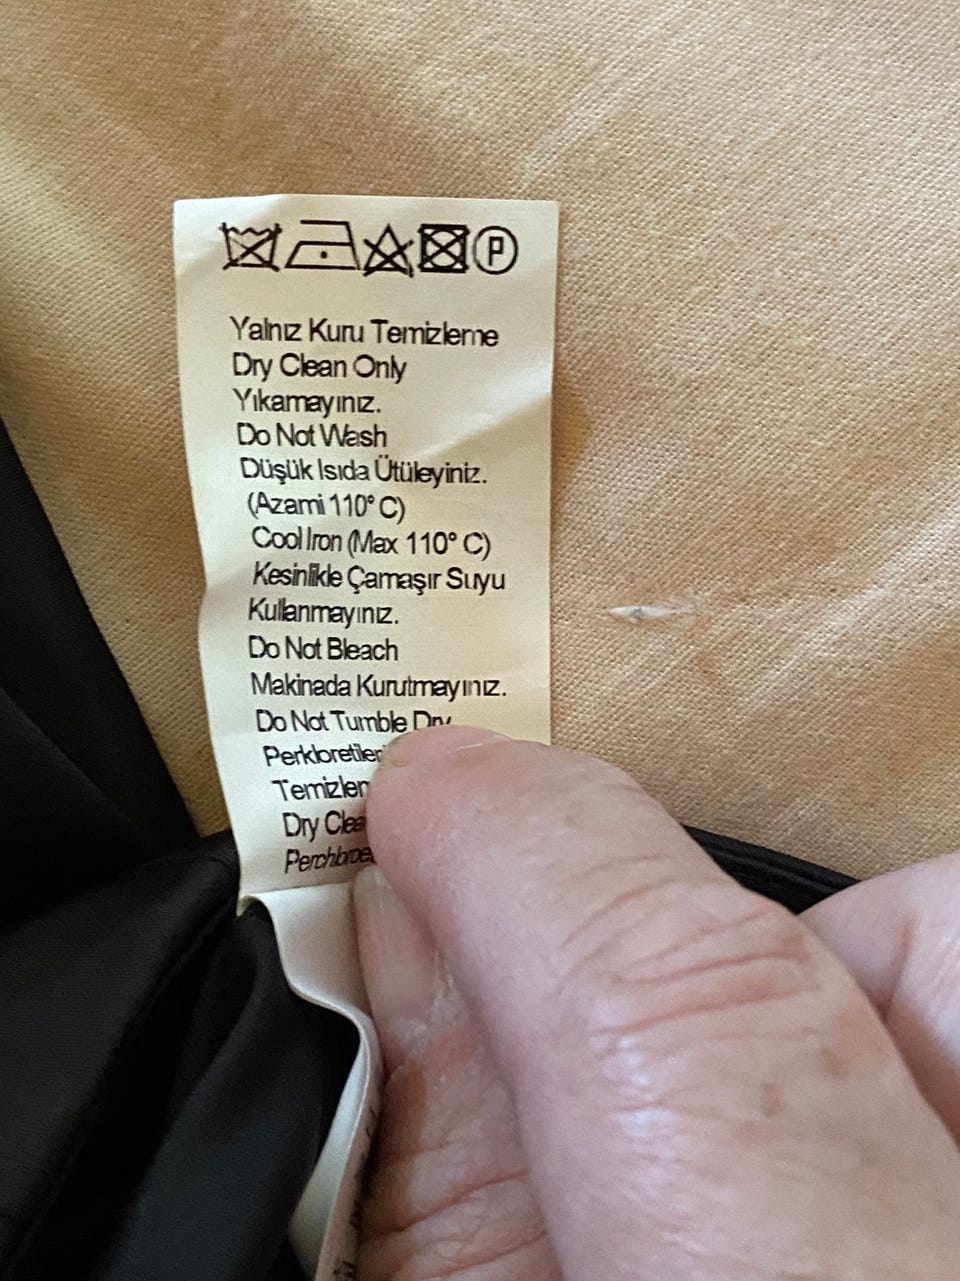 P
Yalnız Kuru Temizleme
Dry Clean Only
Yıkamayınız.
Do Not Wash
Düşük Isıda Ütüleyiniz.
(Azami 110° C)
Cool Iron (Max 110° C)
Kesinlikle Çamaşır Suyu
Kullanmayınız.
Do Not Bleach
Makinada Kurutmayınız.
Do Not Tumble Dry
Dry